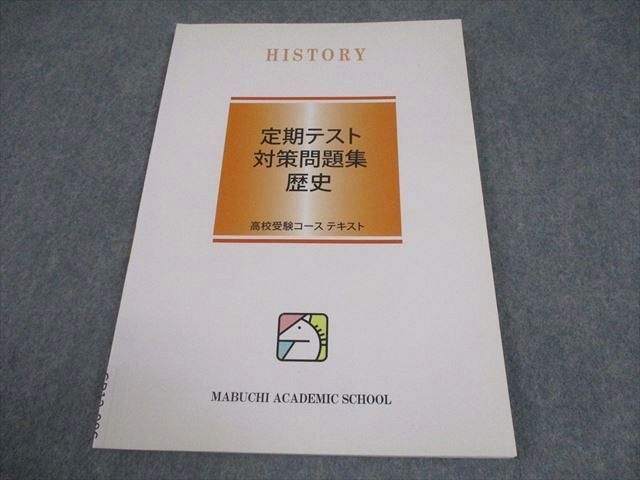 HISTORY
定期テスト
対策問題集
歴史
高校受験コース テキスト
MABUCHI ACADEMIC SCHOOL